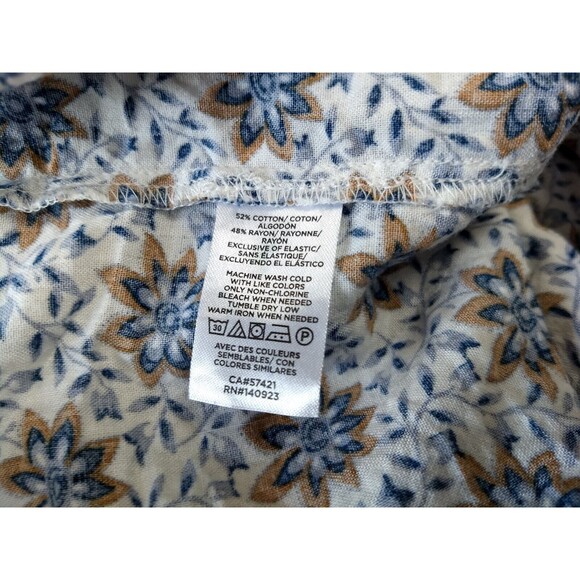 52% COTTON/ COTON/
ALGODÓN
48% RAYON/ RAYONNE/
RAYÓN
EXCLUSIVE OF ELASTIC/
SANS ÉLASTIQUE/
EXCLUYENDO EL ELÁSTICO
MACHINE WASH COLD
WITH LIKE COLORS
ONLY NON-CHLORINE
BLEACH WHEN NEEDED
TUMBLE DRY LOW
WARM IRON WHEN NEEDED
30 P
AVEC DES COULEURS
SEMBLABLES/ CON
COLORES SIMILARES
CA#57421
RN#140923